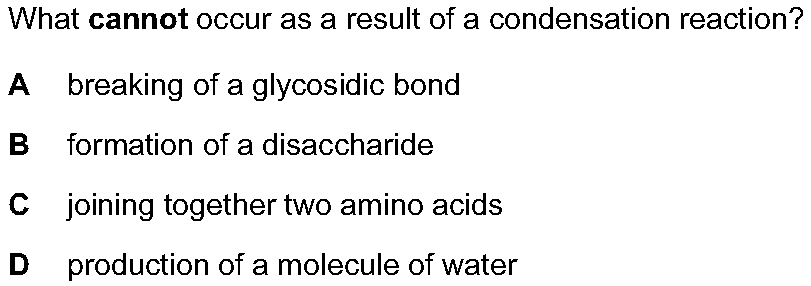 What cannot occur as a result of a condensation reaction?
A breaking of a glycosidic bond
B formation of a disaccharide
C joining together two amino acids
D production of a molecule of water